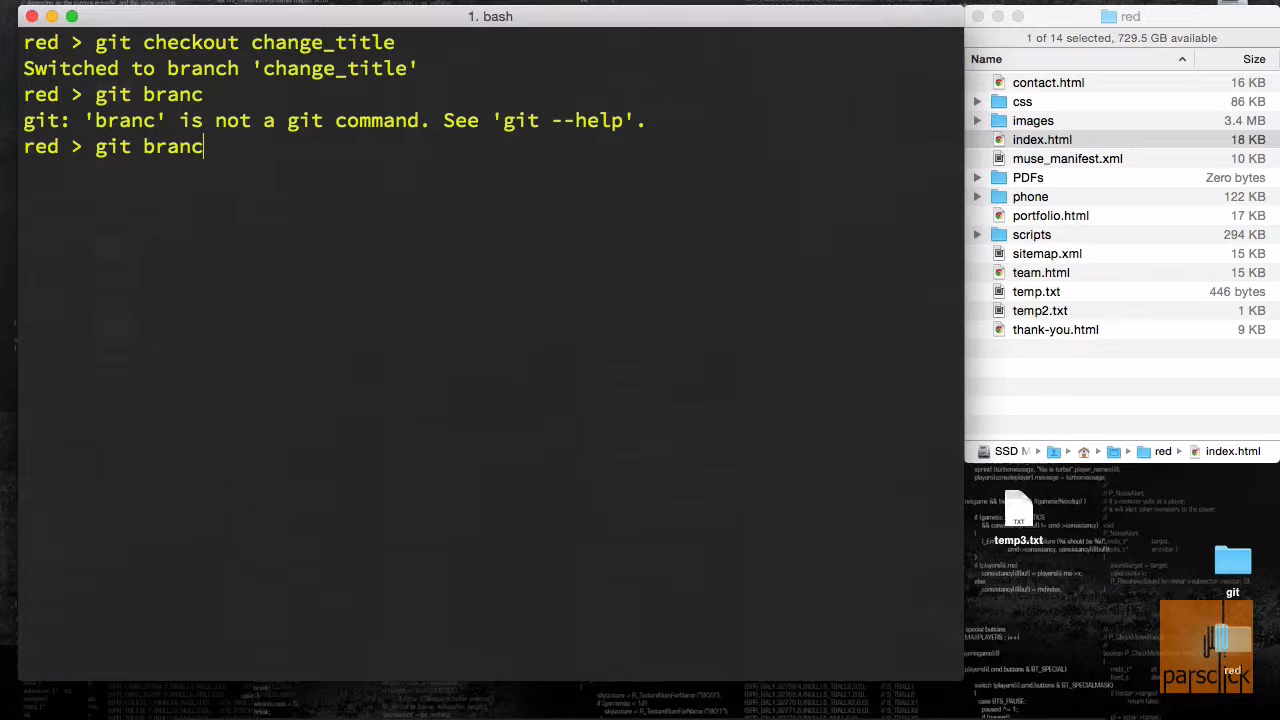 1. bash
red > git checkout change_title
Switched to branch 'change_title'
red > git branc
git: 'branc' is not a git command. See 'git --help'.
red > git branc
red
1 of 14 selected, 729.5 GB available
Name Size
contact.html 16 KB
css 86 KB
images 3.4 MB
index.html 18 KB
muse_manifest.xml 10 KB
PDFs Zero bytes
phone 122 KB
portfolio.html 17 KB
scripts 294 KB
sitemap.xml 15 KB
team.html 15 KB
temp.txt 446 bytes
temp2.txt 1 KB
thank-you.html 9 KB
SSD red index.html
TXT
temp3.txt
git
red
parsclick